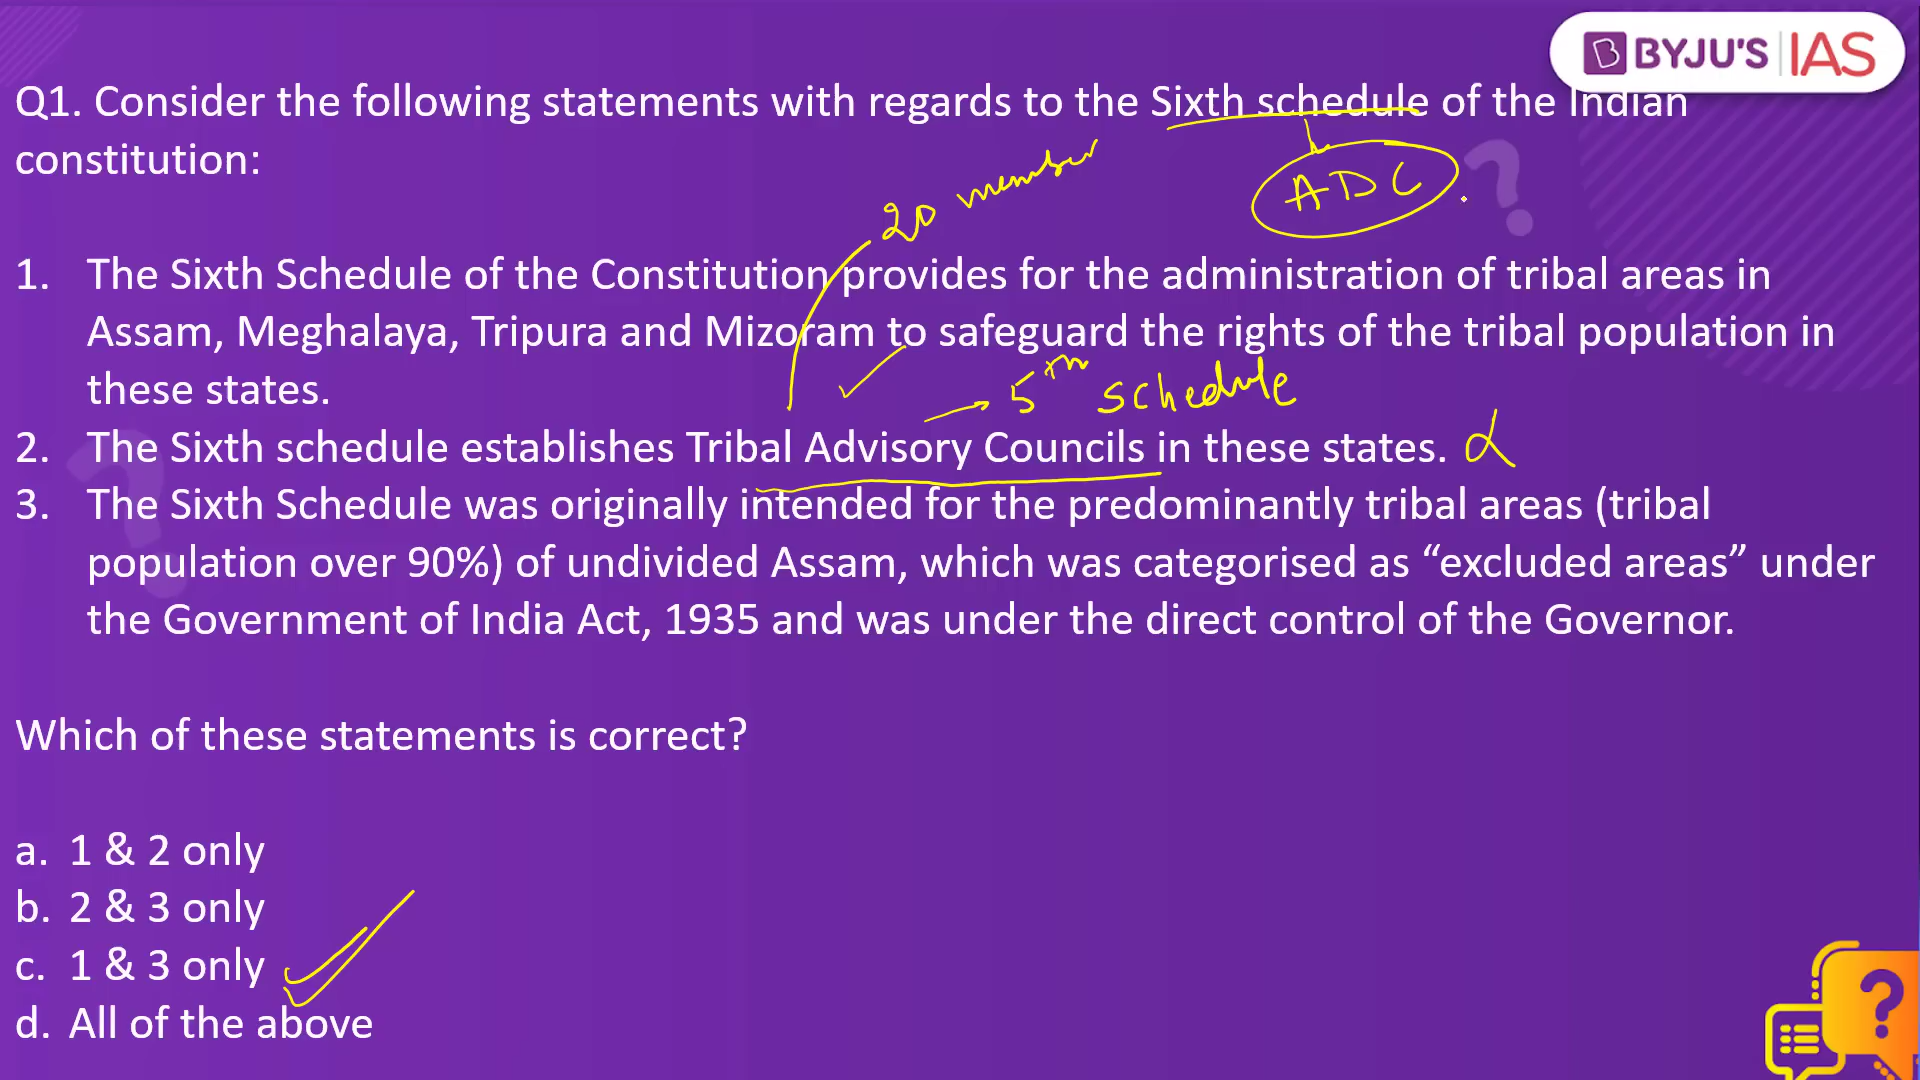 BYJU'S IAS
Q1. Consider the following statements with regards to the Sixth schedule of the Indian
constitution:
20 member
ADC
1. The Sixth Schedule of the Constitution provides for the administration of tribal areas in
Assam, Meghalaya, Tripura and Mizoram to safeguard the rights of the tribal population in
these states.
5th schedule
2. The Sixth schedule establishes Tribal Advisory Councils in these states.
3. The Sixth Schedule was originally intended for the predominantly tribal areas (tribal
population over 90%) of undivided Assam, which was categorised as “excluded areas” under
the Government of India Act, 1935 and was under the direct control of the Governor.
Which of these statements is correct?
a. 1 & 2 only
b. 2 & 3 only
c. 1 & 3 only
d. All of the above